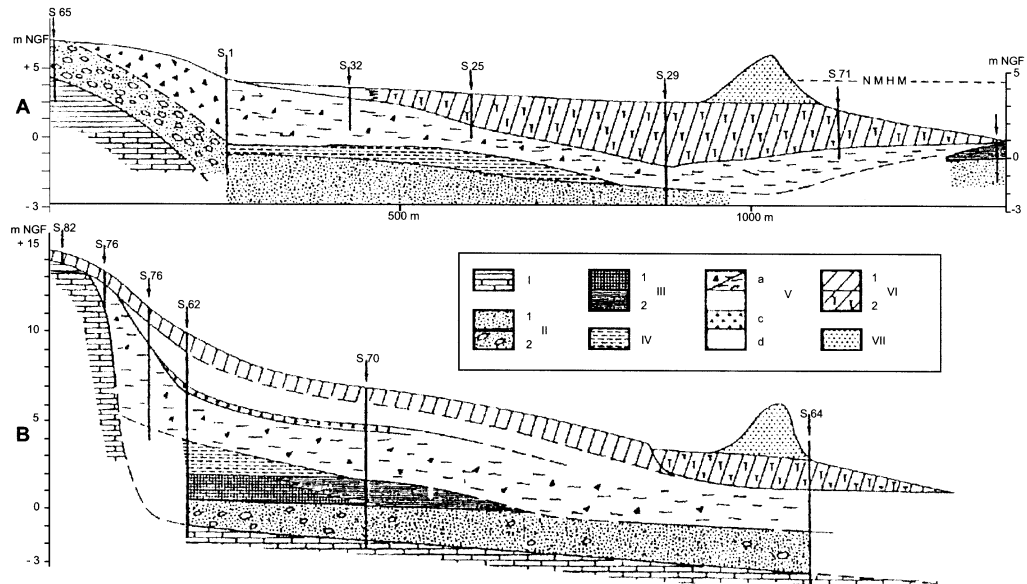 S 65
m NGF
+ 5
0
- 3
A
S 1
S 32
S 25
S 29
S 71
N M H M
m NGF
5
0
-3
500 m
1000 m
m NGF
+ 15
10
5
0
- 3
B
S 82
S 76
S 76
S 62
S 70
S 64
I
1
2
II
1
2
III
IV
a
c
d
V
1
2
VI
VII